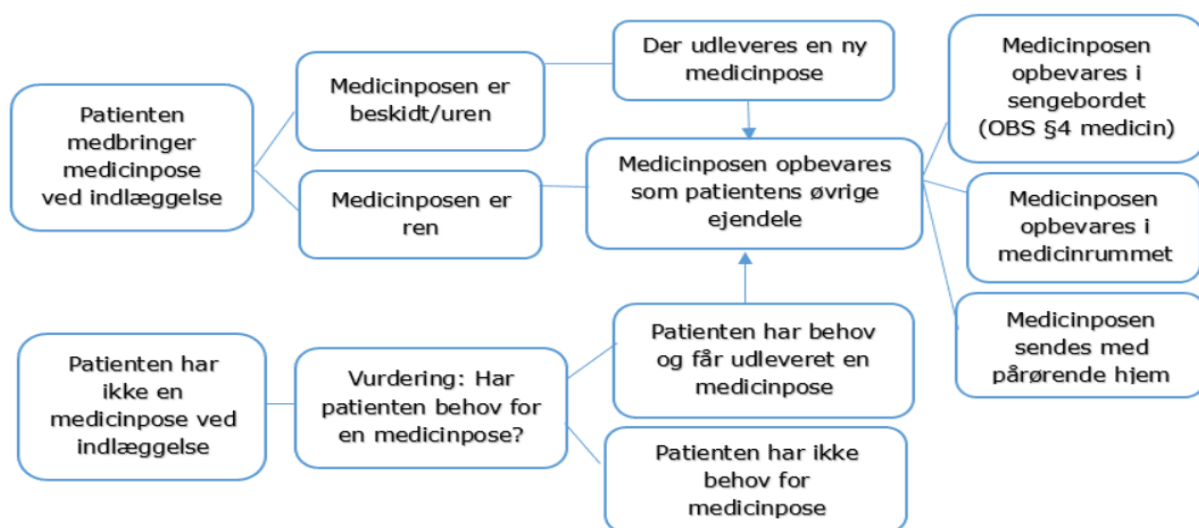 Patienten
medbringer
medicinpose
ved indlæggelse
Medicinposen er
beskidt/uren
Medicinposen er
ren
Der udleveres en ny
medicinpose
Medicinposen opbevares
som patientens øvrige
ejendele
Medicinposen
opbevares i
sengebordet
(OBS §4 medicin)
Medicinposen
opbevares i
medicinrummet
Medicinposen
sendes med
pårørende hjem
Patienten har
ikke en
medicinpose ved
indlæggelse
Vurdering: Har
patienten behov for
en medicinpose?
Patienten har behov
og får udleveret en
medicinpose
Patienten har ikke
behov for
medicinpose